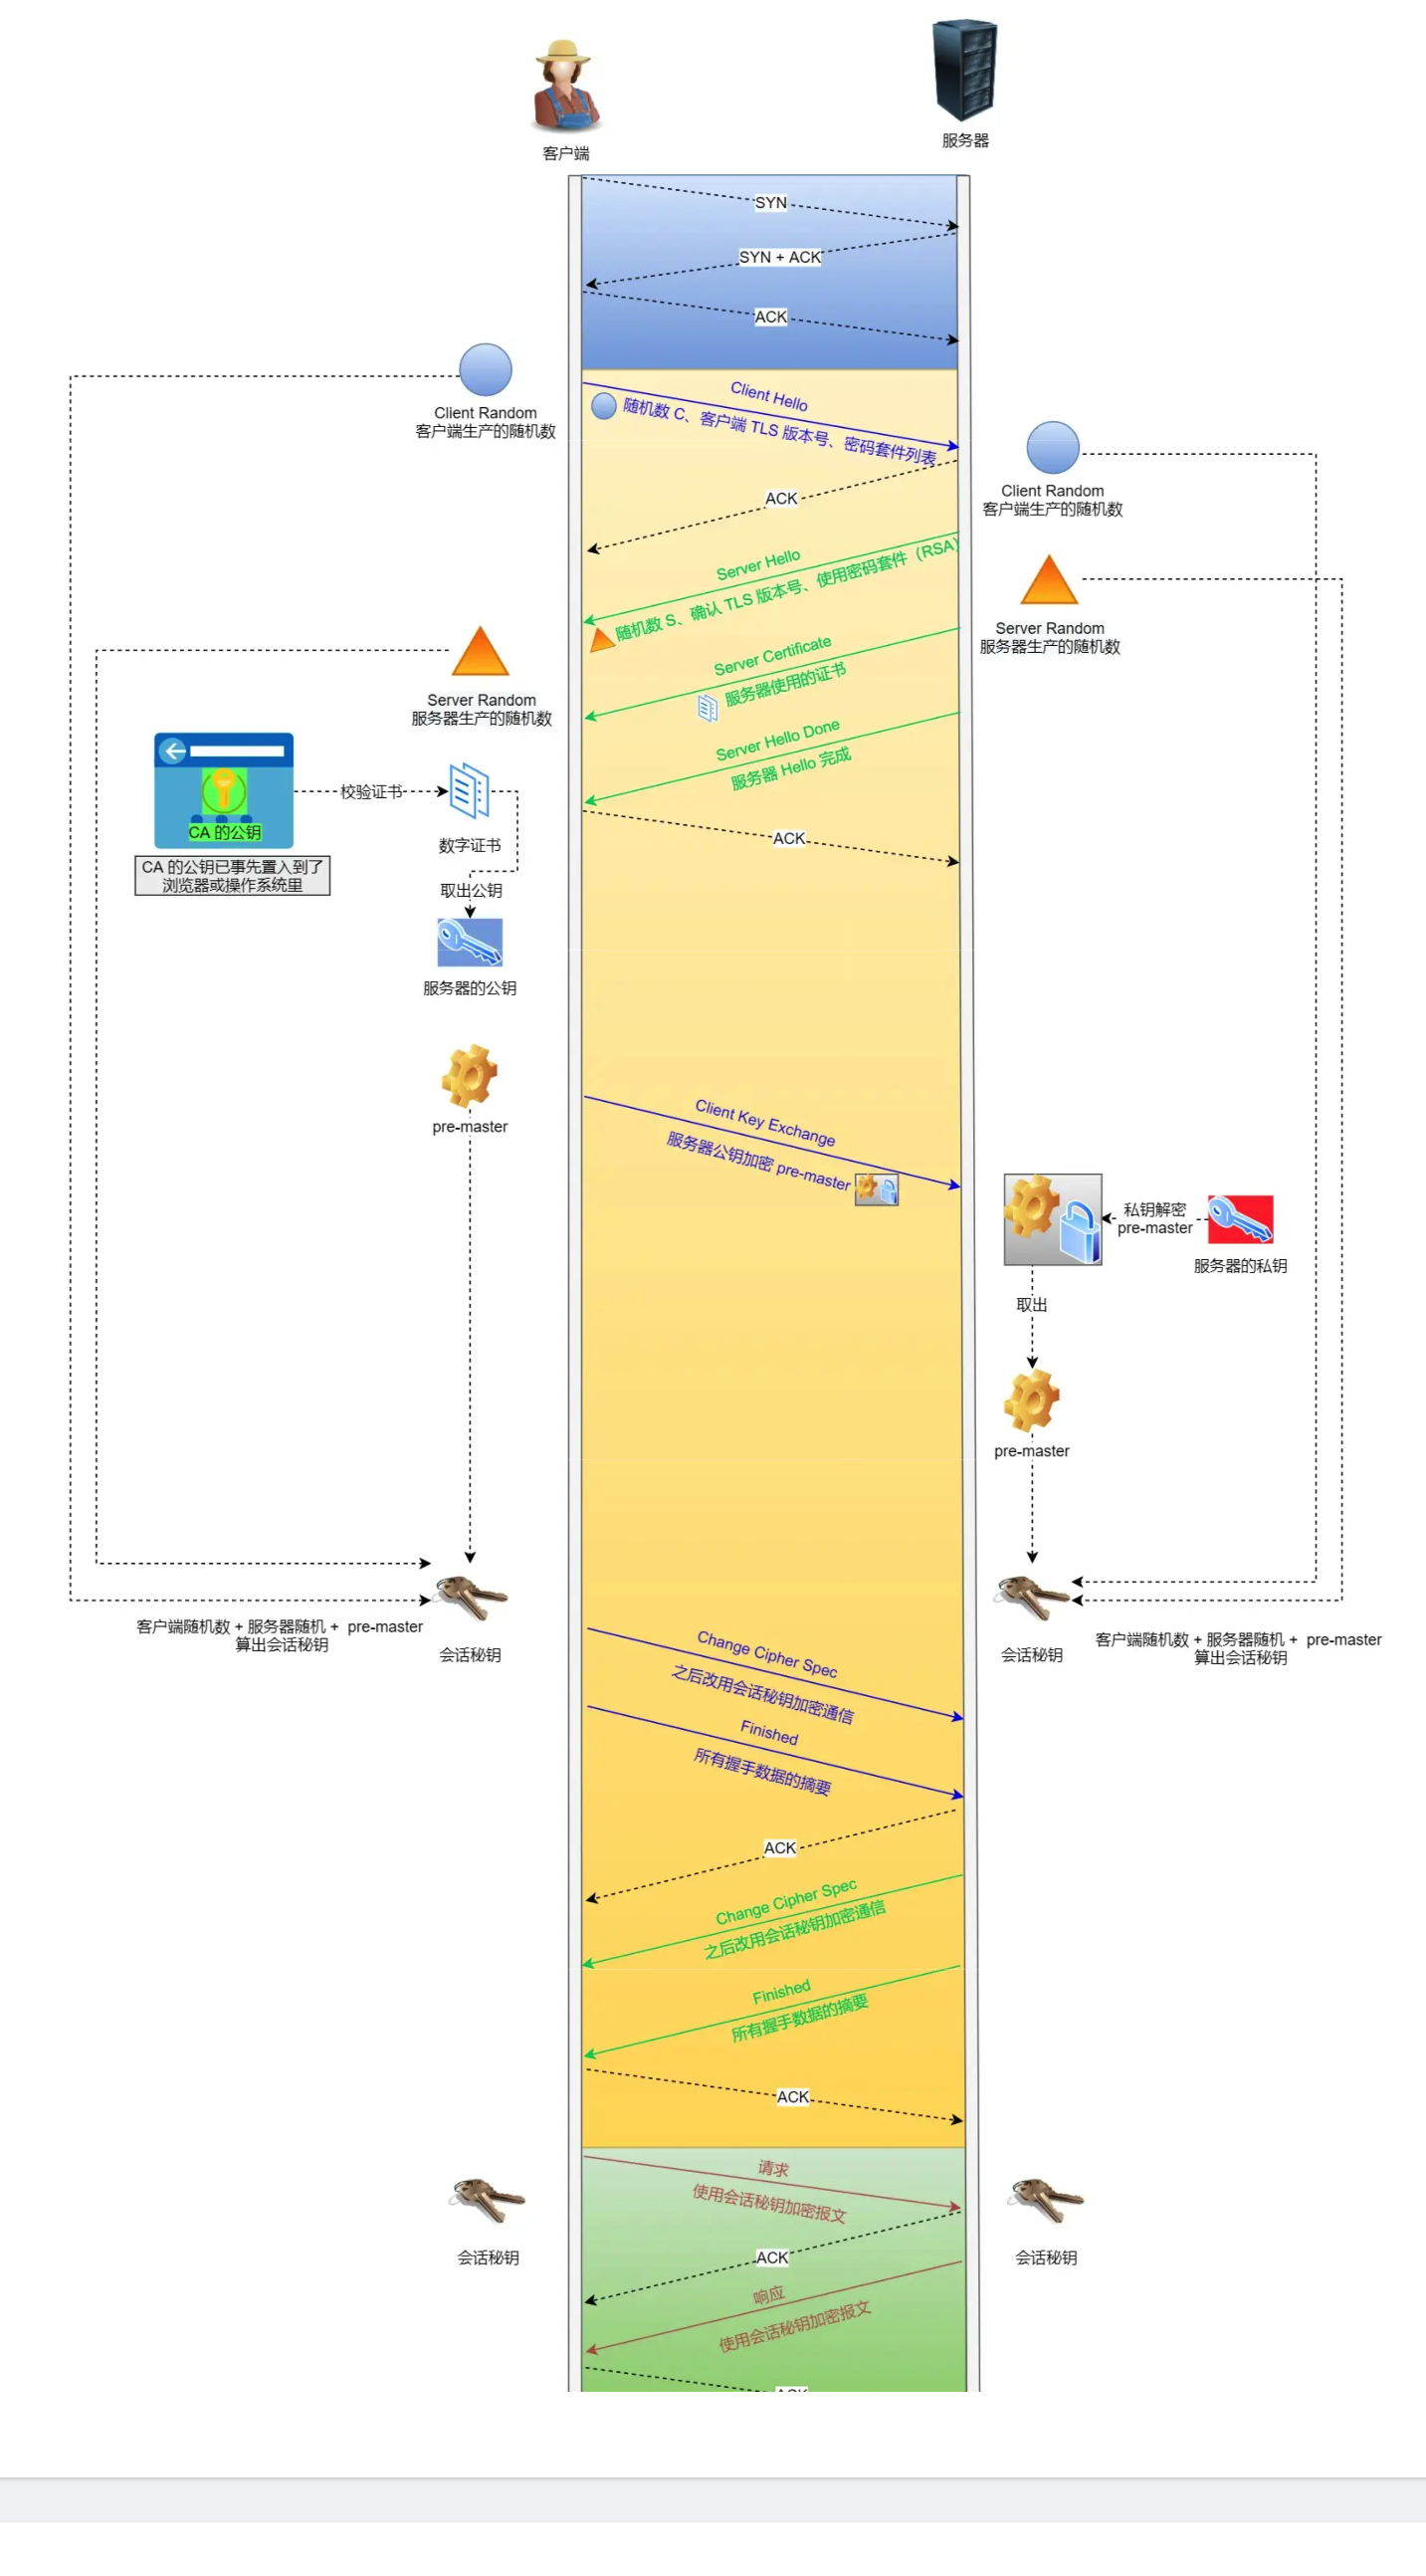 客户端
服务器
SYN
SYN + ACK
ACK
Client Random
客户端生产的随机数
Client Hello
随机数 C、客户端 TLS 版本号、密码套件列表
Client Random
客户端生产的随机数
ACK
Server Hello
随机数 S、确认 TLS 版本号、使用密码套件（RSA）
Server Random
服务器生产的随机数
Server Certificate
服务器使用的证书
Server Random
服务器生产的随机数
Server Hello Done
服务器 Hello 完成
CA 的公钥
校验证书
数字证书
ACK
CA 的公钥已事先置入到了
浏览器或操作系统里
取出公钥
服务器的公钥
pre-master
Client Key Exchange
服务器公钥加密 pre-master
私钥解密
pre-master
服务器的私钥
取出
pre-master
客户端随机数 + 服务器随机 + pre-master
算出会话秘钥
会话秘钥
会话秘钥
客户端随机数 + 服务器随机 + pre-master
算出会话秘钥
Change Cipher Spec
之后改用会话秘钥加密通信
Finished
所有握手数据的摘要
ACK
Change Cipher Spec
之后改用会话秘钥加密通信
Finished
所有握手数据的摘要
ACK
请求
使用会话秘钥加密报文
会话秘钥
ACK
会话秘钥
响应
使用会话秘钥加密报文
ACK